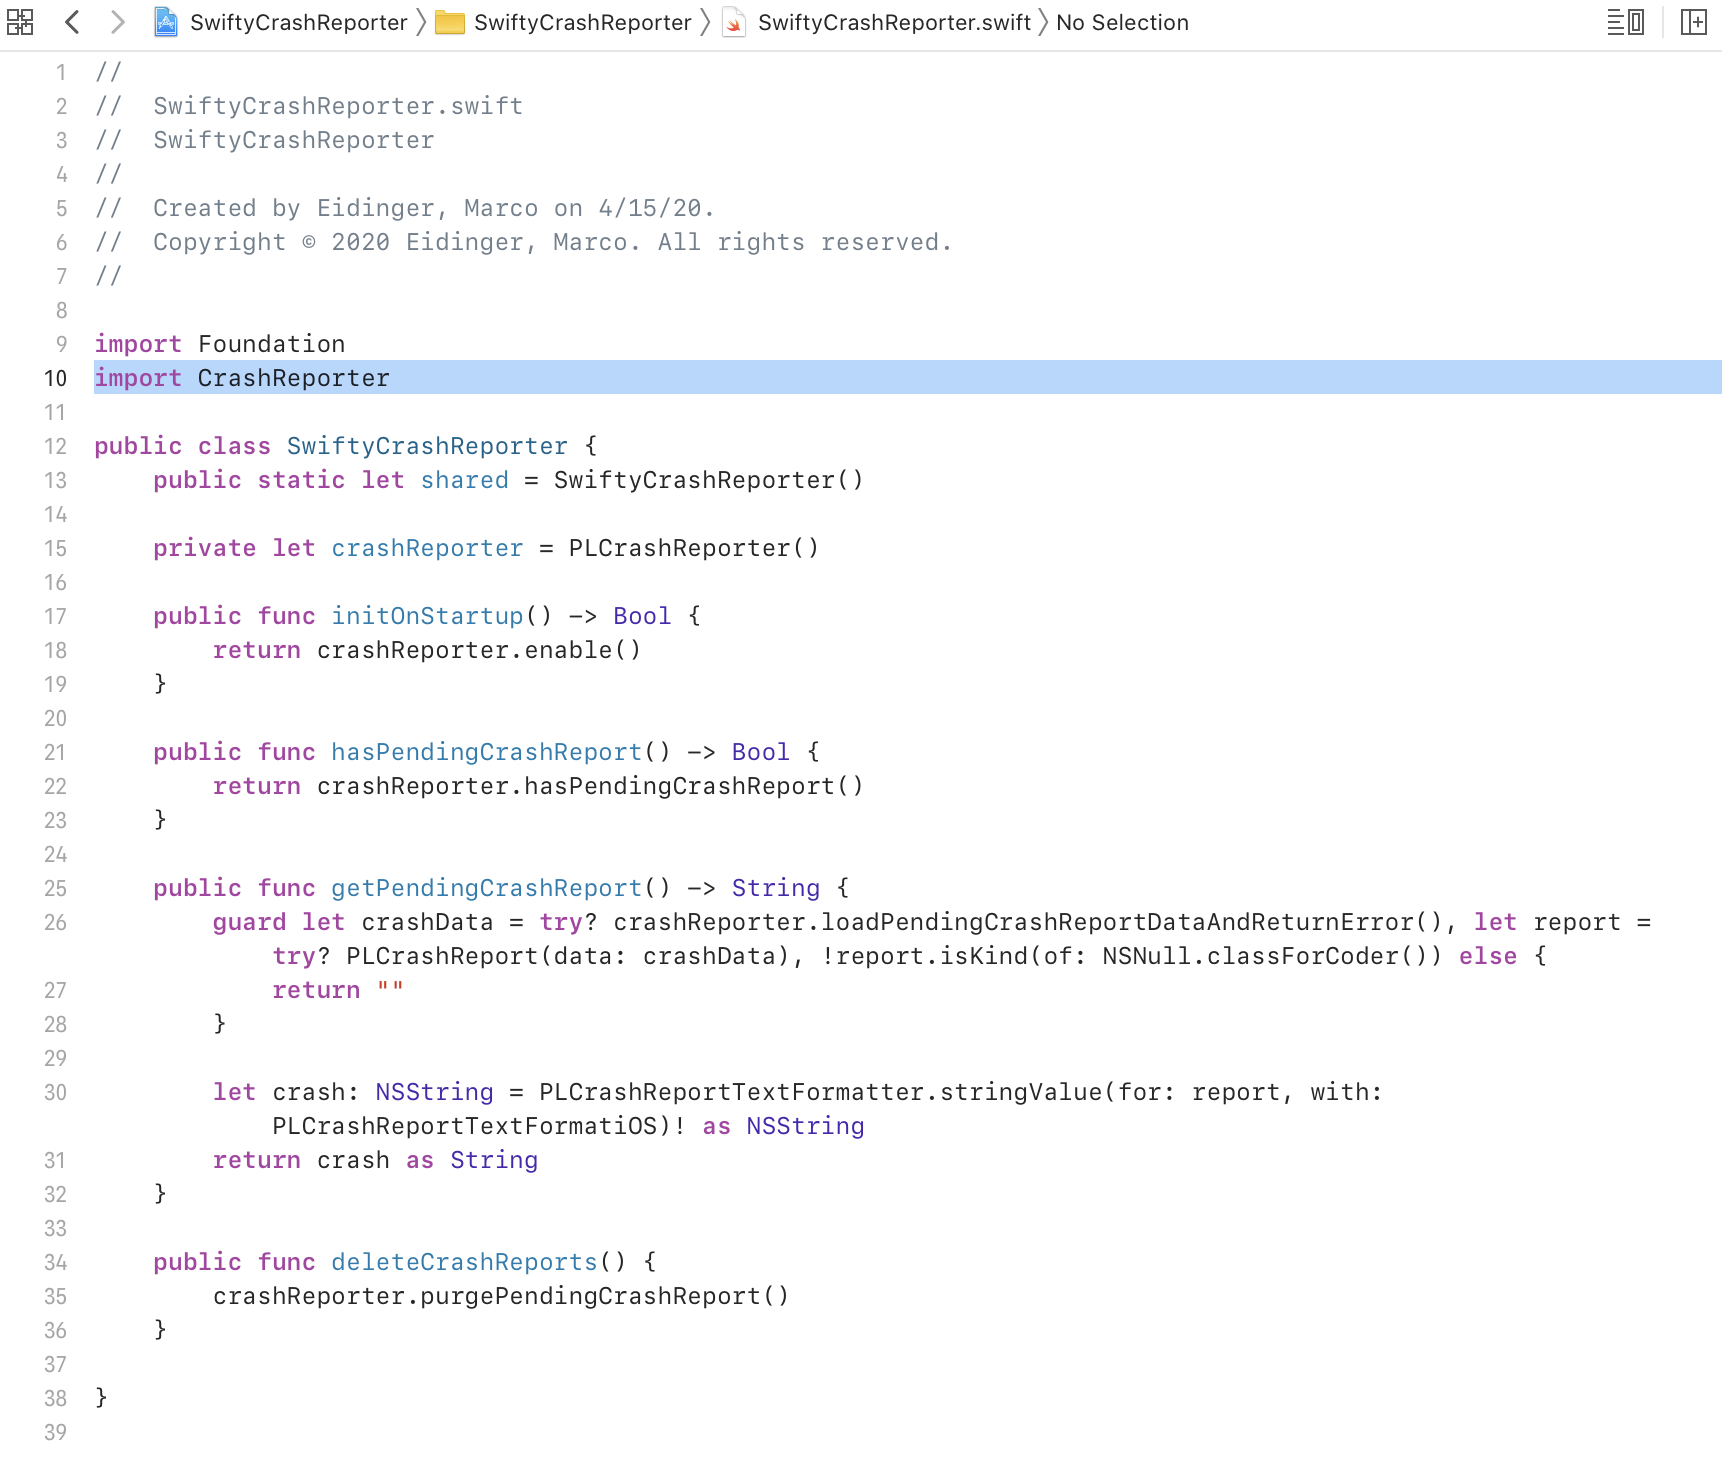 SwiftyCrashReporter 〉 SwiftyCrashReporter 〉 SwiftyCrashReporter.swift 〉 No Selection
1 //
2 //  SwiftyCrashReporter.swift
3 //  SwiftyCrashReporter
4 //
5 //  Created by Eidinger, Marco on 4/15/20.
6 //  Copyright © 2020 Eidinger, Marco. All rights reserved.
7 //
8
9 import Foundation
10 import CrashReporter
11
12 public class SwiftyCrashReporter {
13     public static let shared = SwiftyCrashReporter()
14
15     private let crashReporter = PLCrashReporter()
16
17     public func initOnStartup() -> Bool {
18         return crashReporter.enable()
19     }
20
21     public func hasPendingCrashReport() -> Bool {
22         return crashReporter.hasPendingCrashReport()
23     }
24
25     public func getPendingCrashReport() -> String {
26         guard let crashData = try? crashReporter.loadPendingCrashReportDataAndReturnError(), let report =
            try? PLCrashReport(data: crashData), !report.isKind(of: NSNull.classForCoder()) else {
27             return ""
28         }
29
30         let crash: NSString = PLCrashReportTextFormatter.stringValue(for: report, with:
            PLCrashReportTextFormatiOS)! as NSString
31         return crash as String
32     }
33
34     public func deleteCrashReports() {
35         crashReporter.purgePendingCrashReport()
36     }
37
38 }
39